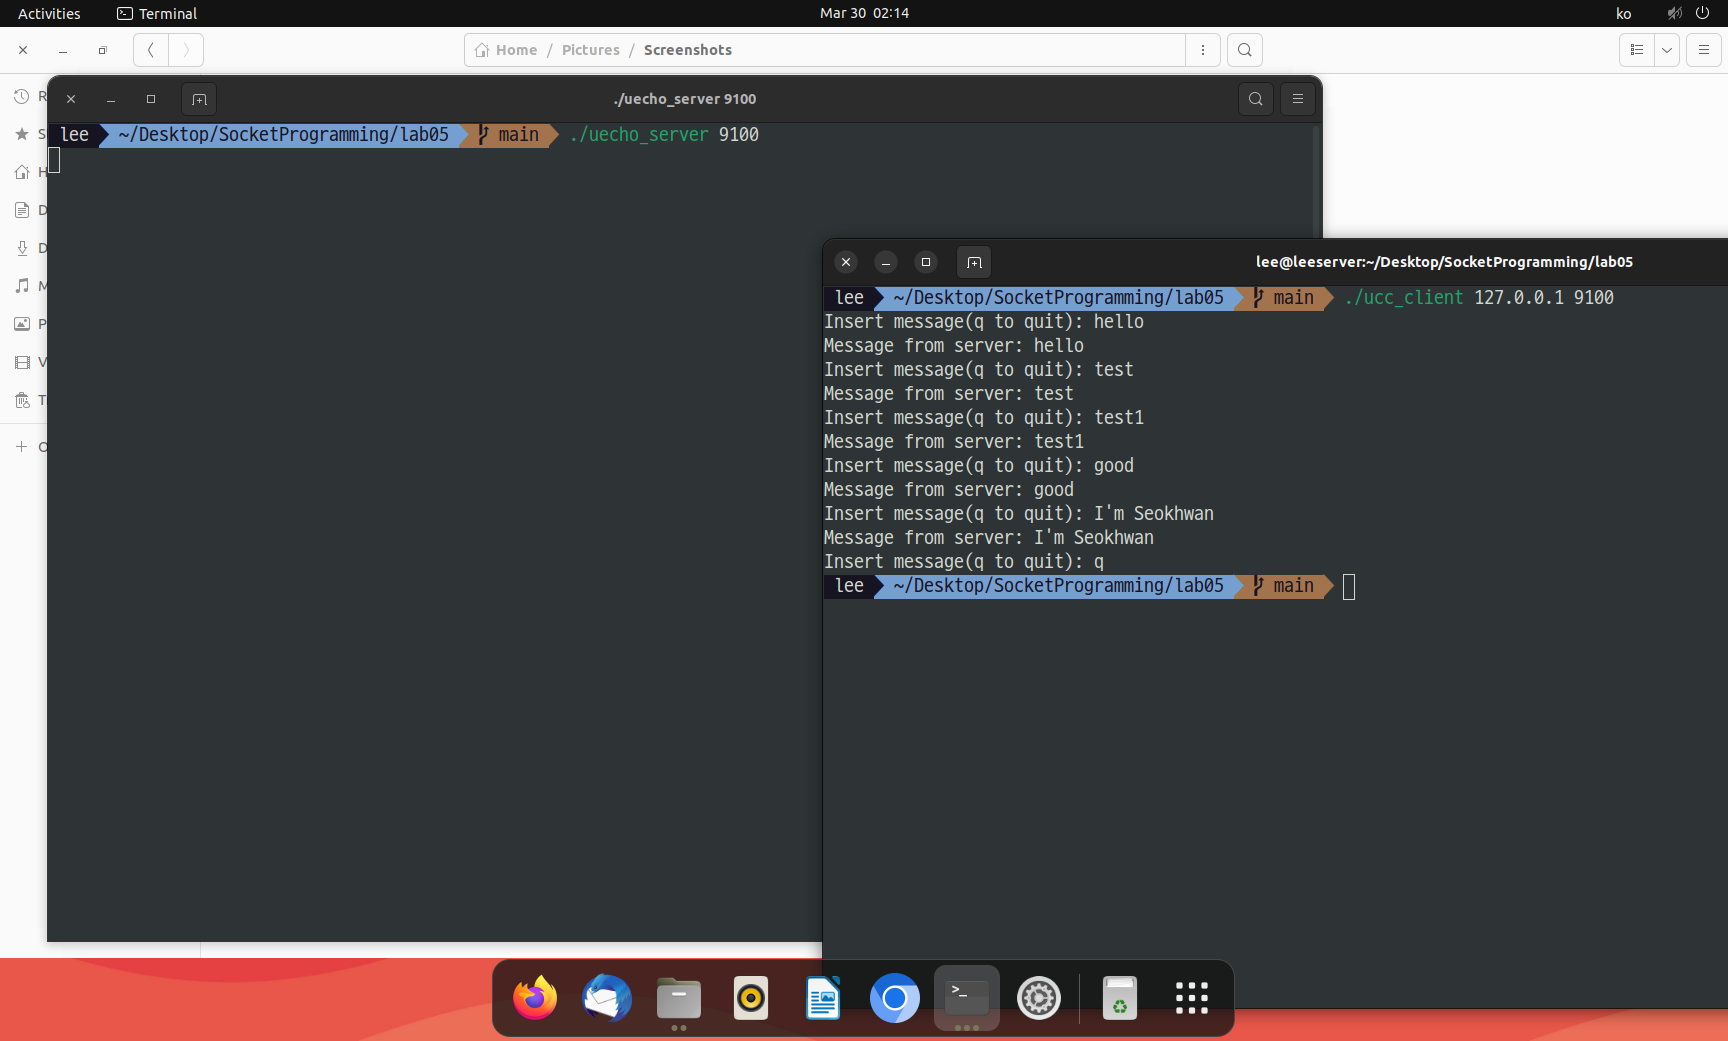 Activities
Terminal
Mar 30 02:14
ko
Home / Pictures / Screenshots
R
S
H
D
D
M
P
V
T
+ O
./uecho_server 9100
lee ~/Desktop/SocketProgramming/lab05 main ./uecho_server 9100
lee@leeserver:~/Desktop/SocketProgramming/lab05
lee ~/Desktop/SocketProgramming/lab05 main ./ucc_client 127.0.0.1 9100
Insert message(q to quit): hello
Message from server: hello
Insert message(q to quit): test
Message from server: test
Insert message(q to quit): test1
Message from server: test1
Insert message(q to quit): good
Message from server: good
Insert message(q to quit): I'm Seokhwan
Message from server: I'm Seokhwan
Insert message(q to quit): q
lee ~/Desktop/SocketProgramming/lab05 main